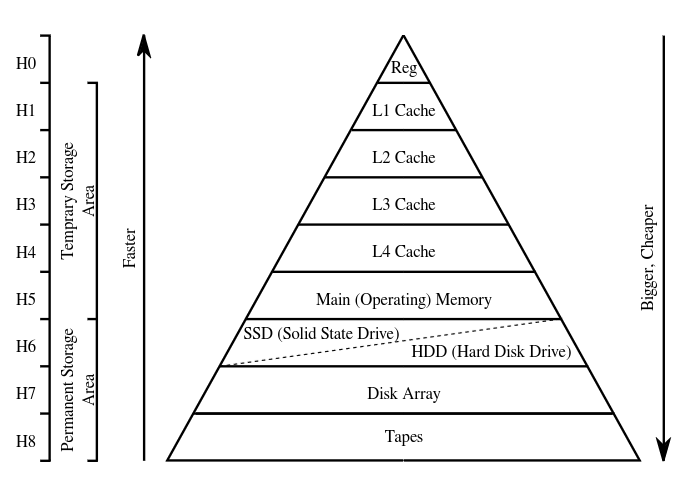 H0
Reg
H1
L1 Cache
H2
L2 Cache
H3
L3 Cache
H4
L4 Cache
H5
Main (Operating) Memory
H6
SSD (Solid State Drive)
HDD (Hard Disk Drive)
H7
Disk Array
H8
Tapes
Temprary Storage
Area
Permanent Storage
Area
Faster
Bigger, Cheaper